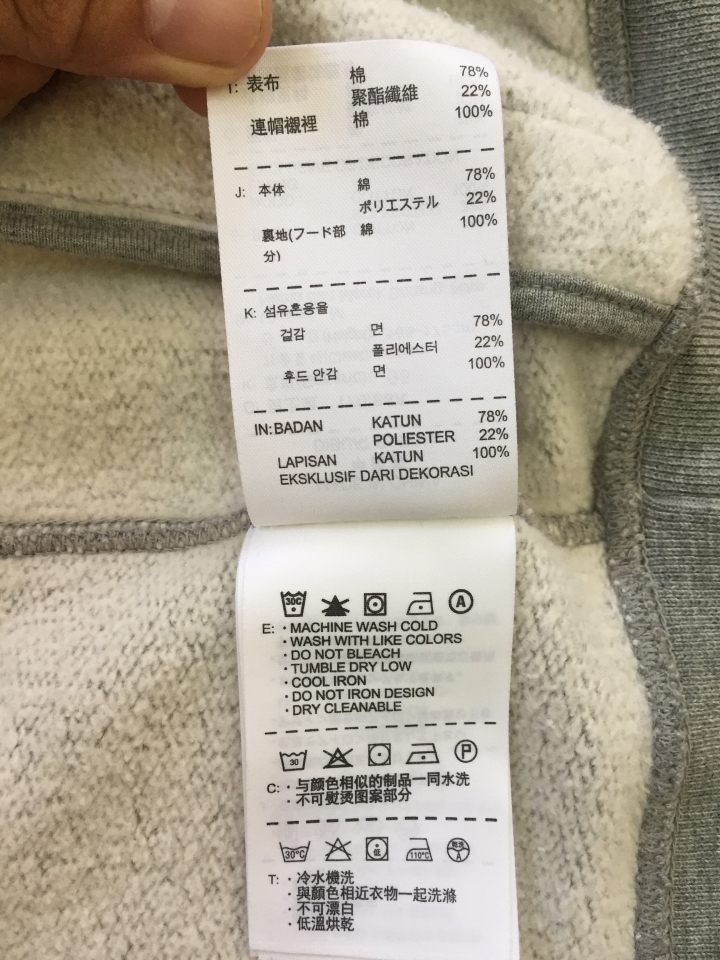 T: 表布 棉 78%
聚酯纖維 22%
連帽襯裡 棉 100%
J: 本体 綿 78%
ポリエステル 22%
裏地(フード部 綿 100%
分)
K: 섬유혼용율
겉감 면 78%
폴리에스터 22%
후드 안감 면 100%
IN: BADAN KATUN 78%
POLIESTER 22%
LAPISAN KATUN 100%
EKSKLUSIF DARI DEKORASI
30C A
E: · MACHINE WASH COLD
· WASH WITH LIKE COLORS
· DO NOT BLEACH
· TUMBLE DRY LOW
· COOL IRON
· DO NOT IRON DESIGN
· DRY CLEANABLE
30 P
C: · 与颜色相似的制品一同水洗
· 不可熨烫图案部分
30°C 低 110°C 乾洗 A
T: · 冷水機洗
· 與顏色相近衣物一起洗滌
· 不可漂白
· 低溫烘乾